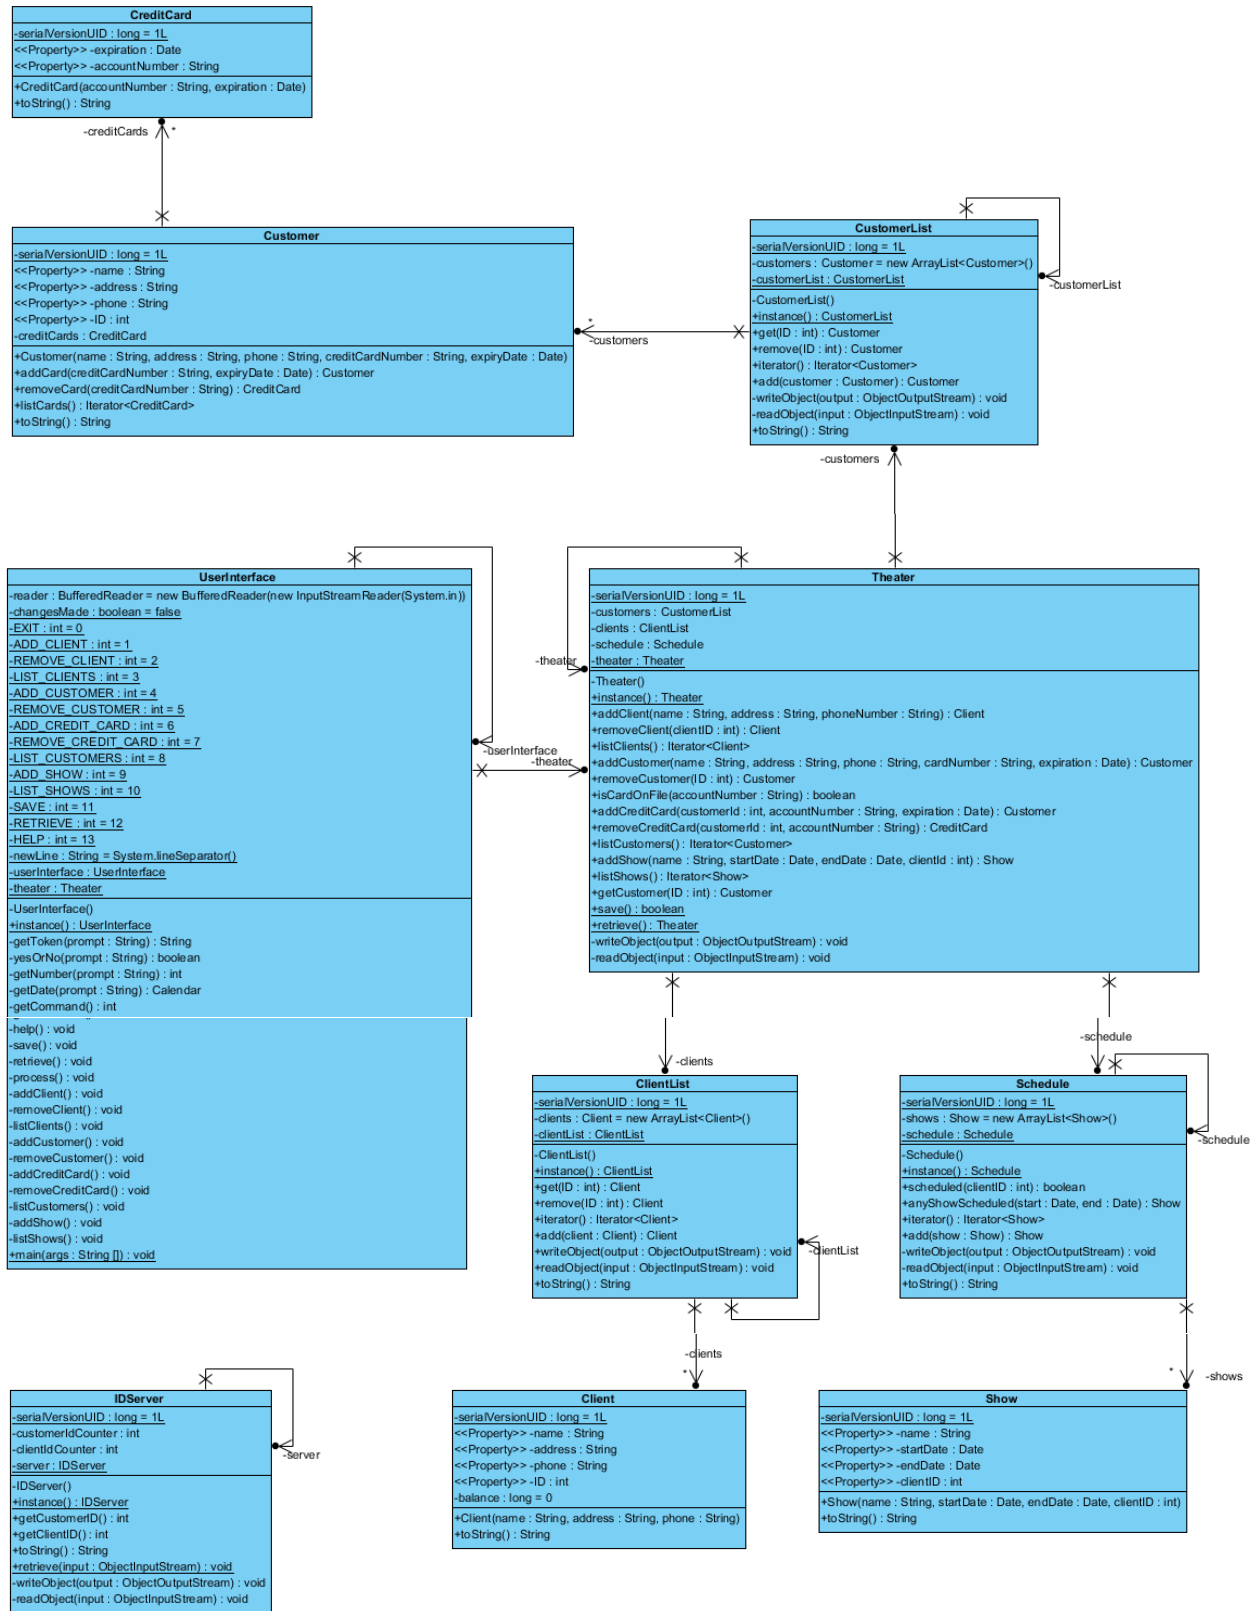 CreditCard
-serialVersionUID : long = 1L
<<Property>> -expiration : Date
<<Property>> -accountNumber : String
+CreditCard(accountNumber : String, expiration : Date)
+toString() : String
-creditCards
*
Customer
-serialVersionUID : long = 1L
<<Property>> -name : String
<<Property>> -address : String
<<Property>> -phone : String
<<Property>> -ID : int
-creditCards : CreditCard
+Customer(name : String, address : String, phone : String, creditCardNumber : String, expiryDate : Date)
+addCard(creditCardNumber : String, expiryDate : Date) : Customer
+removeCard(creditCardNumber : String) : CreditCard
+listCards() : Iterator<CreditCard>
+toString() : String
*
-customers
CustomerList
-serialVersionUID : long = 1L
-customers : Customer = new ArrayList<Customer>()
-customerList : CustomerList
-CustomerList()
+instance() : CustomerList
+get(ID : int) : Customer
+remove(ID : int) : Customer
+iterator() : Iterator<Customer>
+add(customer : Customer) : Customer
-writeObject(output : ObjectOutputStream) : void
-readObject(input : ObjectInputStream) : void
+toString() : String
-customerList
-customers
UserInterface
-reader : BufferedReader = new BufferedReader(new InputStreamReader(System.in))
-changesMade : boolean = false
-EXIT : int = 0
-ADD_CLIENT : int = 1
-REMOVE_CLIENT : int = 2
-LIST_CLIENTS : int = 3
-ADD_CUSTOMER : int = 4
-REMOVE_CUSTOMER : int = 5
-ADD_CREDIT_CARD : int = 6
-REMOVE_CREDIT_CARD : int = 7
-LIST_CUSTOMERS : int = 8
-ADD_SHOW : int = 9
-LIST_SHOWS : int = 10
-SAVE : int = 11
-RETRIEVE : int = 12
-HELP : int = 13
-newLine : String = System.lineSeparator()
-userInterface : UserInterface
-theater : Theater
-UserInterface()
+instance() : UserInterface
-getToken(prompt : String) : String
-yesOrNo(prompt : String) : boolean
-getNumber(prompt : String) : int
-getDate(prompt : String) : Calendar
-getCommand() : int
-help() : void
-save() : void
-retrieve() : void
-process() : void
-addClient() : void
-removeClient() : void
-listClients() : void
-addCustomer() : void
-removeCustomer() : void
-addCreditCard() : void
-removeCreditCard() : void
-listCustomers() : void
-addShow() : void
-listShows() : void
+main(args : String []) : void
-userInterface
-theater
-theater
Theater
-serialVersionUID : long = 1L
-customers : CustomerList
-clients : ClientList
-schedule : Schedule
-theater : Theater
-Theater()
+instance() : Theater
+addClient(name : String, address : String, phoneNumber : String) : Client
+removeClient(clientID : int) : Client
+listClients() : Iterator<Client>
+addCustomer(name : String, address : String, phone : String, cardNumber : String, expiration : Date) : Customer
+removeCustomer(ID : int) : Customer
+isCardOnFile(accountNumber : String) : boolean
+addCreditCard(customerId : int, accountNumber : String, expiration : Date) : Customer
+removeCreditCard(customerId : int, accountNumber : String) : CreditCard
+listCustomers() : Iterator<Customer>
+addShow(name : String, startDate : Date, endDate : Date, clientId : int) : Show
+listShows() : Iterator<Show>
+getCustomer(ID : int) : Customer
+save() : boolean
+retrieve() : Theater
-writeObject(output : ObjectOutputStream) : void
-readObject(input : ObjectInputStream) : void
-clients
-schedule
ClientList
-serialVersionUID : long = 1L
-clients : Client = new ArrayList<Client>()
-clientList : ClientList
-ClientList()
+instance() : ClientList
+get(ID : int) : Client
+remove(ID : int) : Client
+iterator() : Iterator<Client>
+add(client : Client) : Client
+writeObject(output : ObjectOutputStream) : void
+readObject(input : ObjectInputStream) : void
+toString() : String
-clientList
Schedule
-serialVersionUID : long = 1L
-shows : Show = new ArrayList<Show>()
-schedule : Schedule
-Schedule()
+instance() : Schedule
+scheduled(clientID : int) : boolean
+anyShowScheduled(start : Date, end : Date) : Show
+iterator() : Iterator<Show>
+add(show : Show) : Show
-writeObject(output : ObjectOutputStream) : void
-readObject(input : ObjectInputStream) : void
+toString() : String
-schedule
-clients
*
*
-shows
IDServer
-serialVersionUID : long = 1L
-customerIdCounter : int
-clientIdCounter : int
-server : IDServer
-IDServer()
+instance() : IDServer
+getCustomerID() : int
+getClientID() : int
+toString() : String
+retrieve(input : ObjectInputStream) : void
-writeObject(output : ObjectOutputStream) : void
-readObject(input : ObjectInputStream) : void
-server
Client
-serialVersionUID : long = 1L
<<Property>> -name : String
<<Property>> -address : String
<<Property>> -phone : String
<<Property>> -ID : int
-balance : long = 0
+Client(name : String, address : String, phone : String)
+toString() : String
Show
-serialVersionUID : long = 1L
<<Property>> -name : String
<<Property>> -startDate : Date
<<Property>> -endDate : Date
<<Property>> -clientID : int
+Show(name : String, startDate : Date, endDate : Date, clientID : int)
+toString() : String